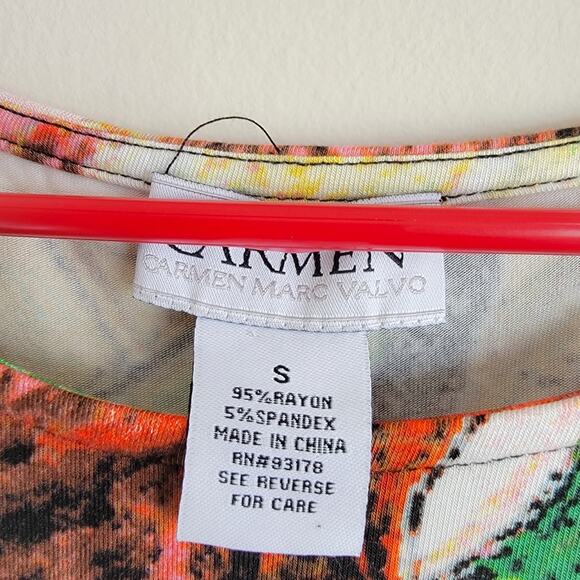 CARMEN
CARMEN MARC VALVO
S
95%RAYON
5%SPANDEX
MADE IN CHINA
RN#93178
SEE REVERSE
FOR CARE